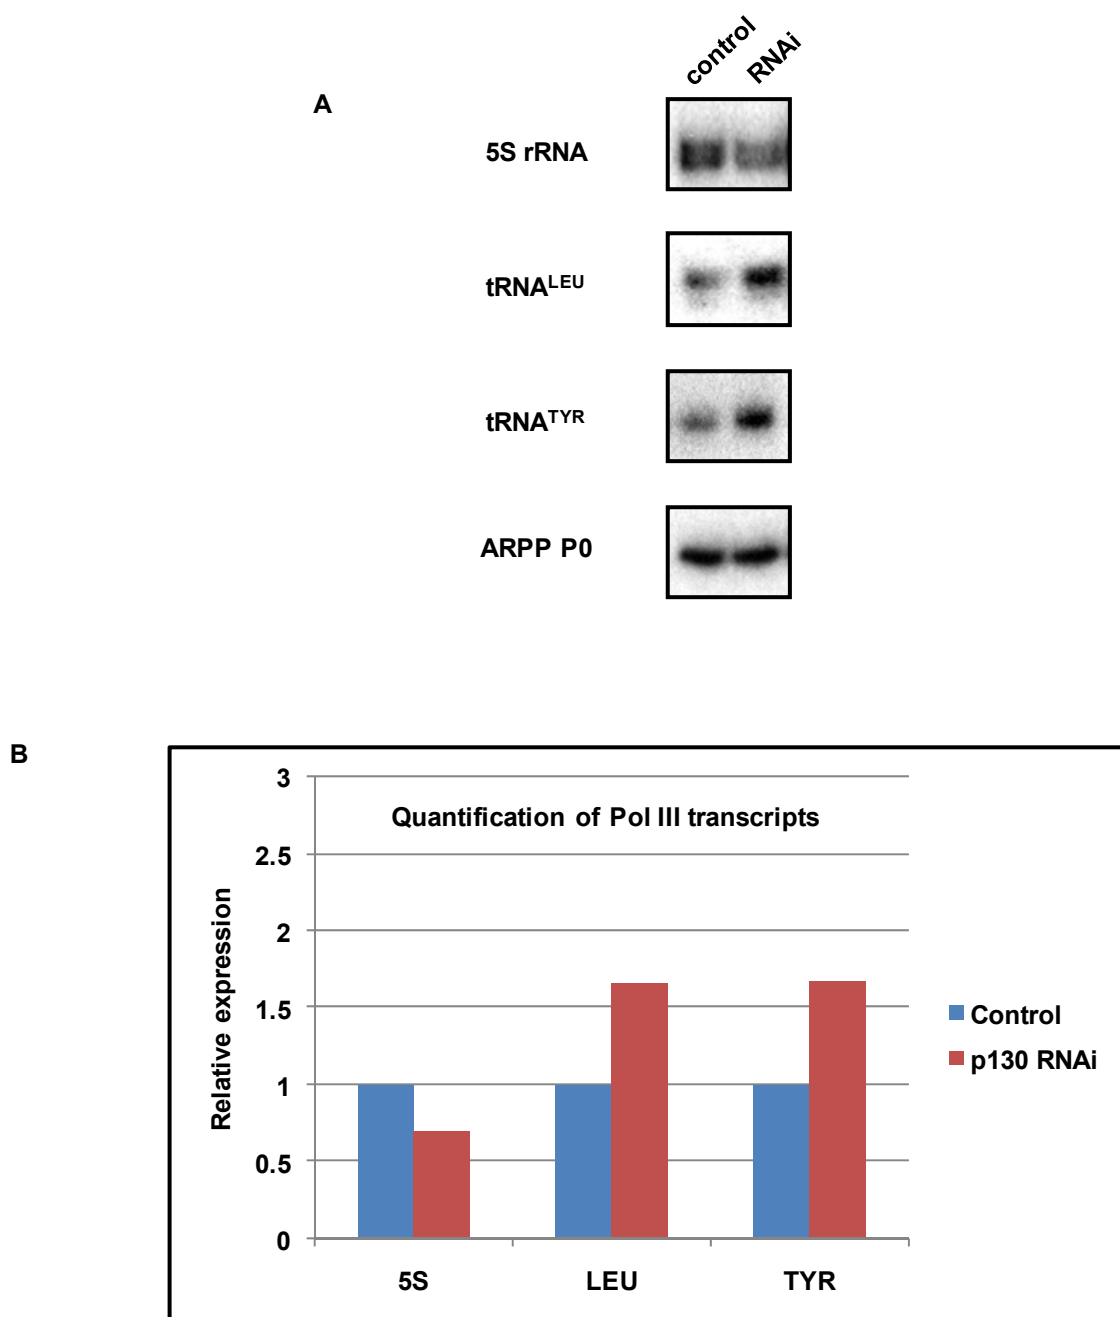 control RNAi
A
5S rRNA
tRNALEU
tRNATYR
ARPP P0
B
Quantification of Pol III transcripts
Relative expression
3
2.5
2
1.5
1
0.5
0
5S LEU TYR
Control
p130 RNAi